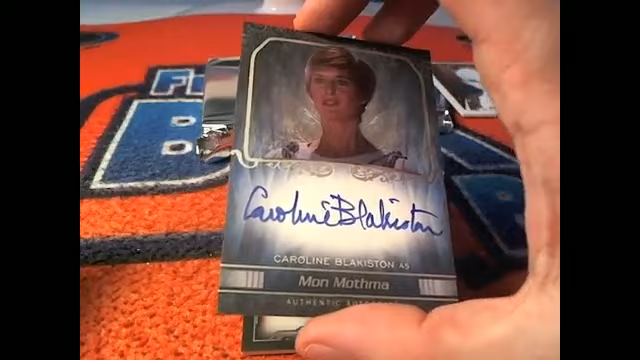 Caroline Blakiston
CAROLINE BLAKISTON AS
Mon Mothma
AUTHENTIC